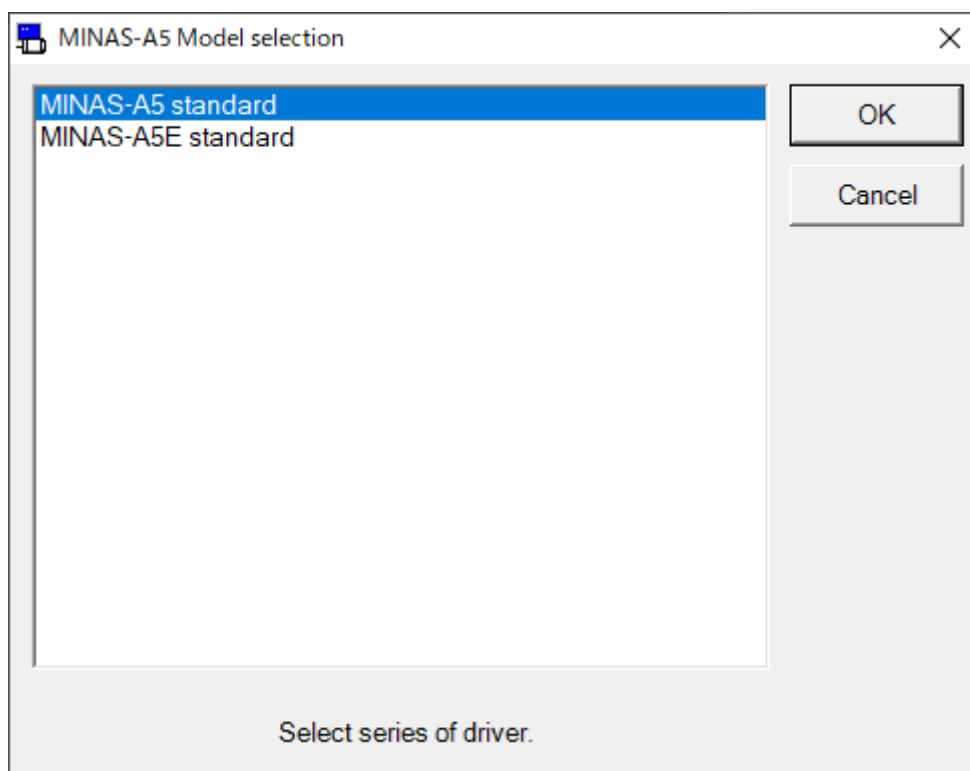 MINAS-A5 Model selection
MINAS-A5 standard
MINAS-A5E standard
OK
Cancel
Select series of driver.